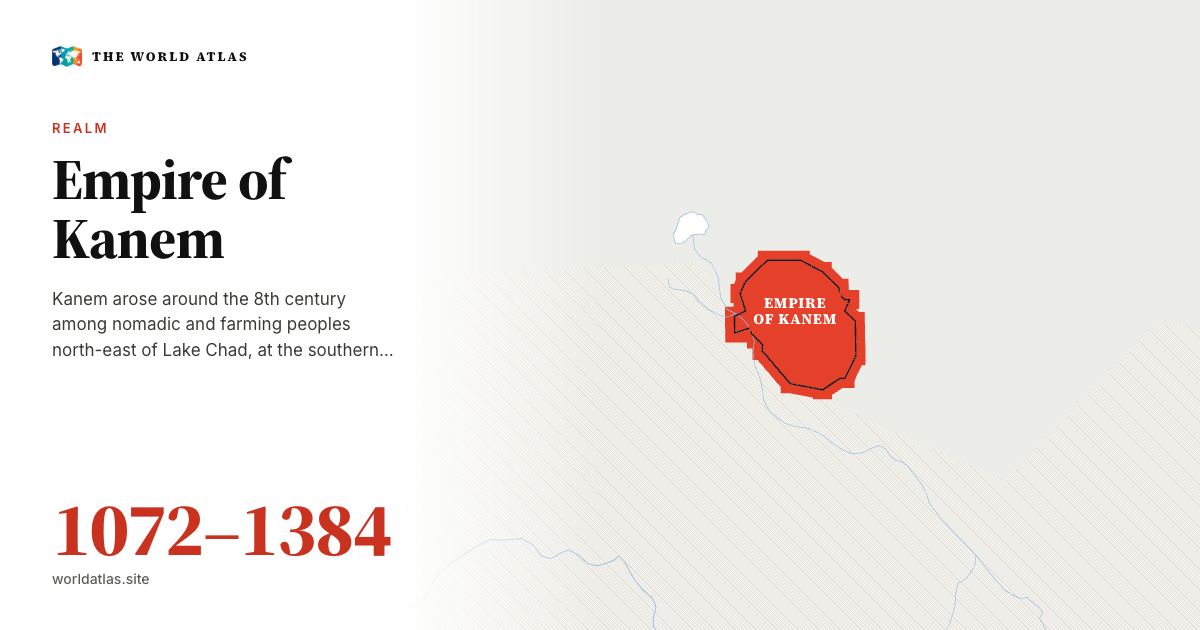 THE WORLD ATLAS
REALM
Empire of
Kanem
Kanem arose around the 8th century
among nomadic and farming peoples
north-east of Lake Chad, at the southern...
1072–1384
worldatlas.site
EMPIRE
OF KANEM